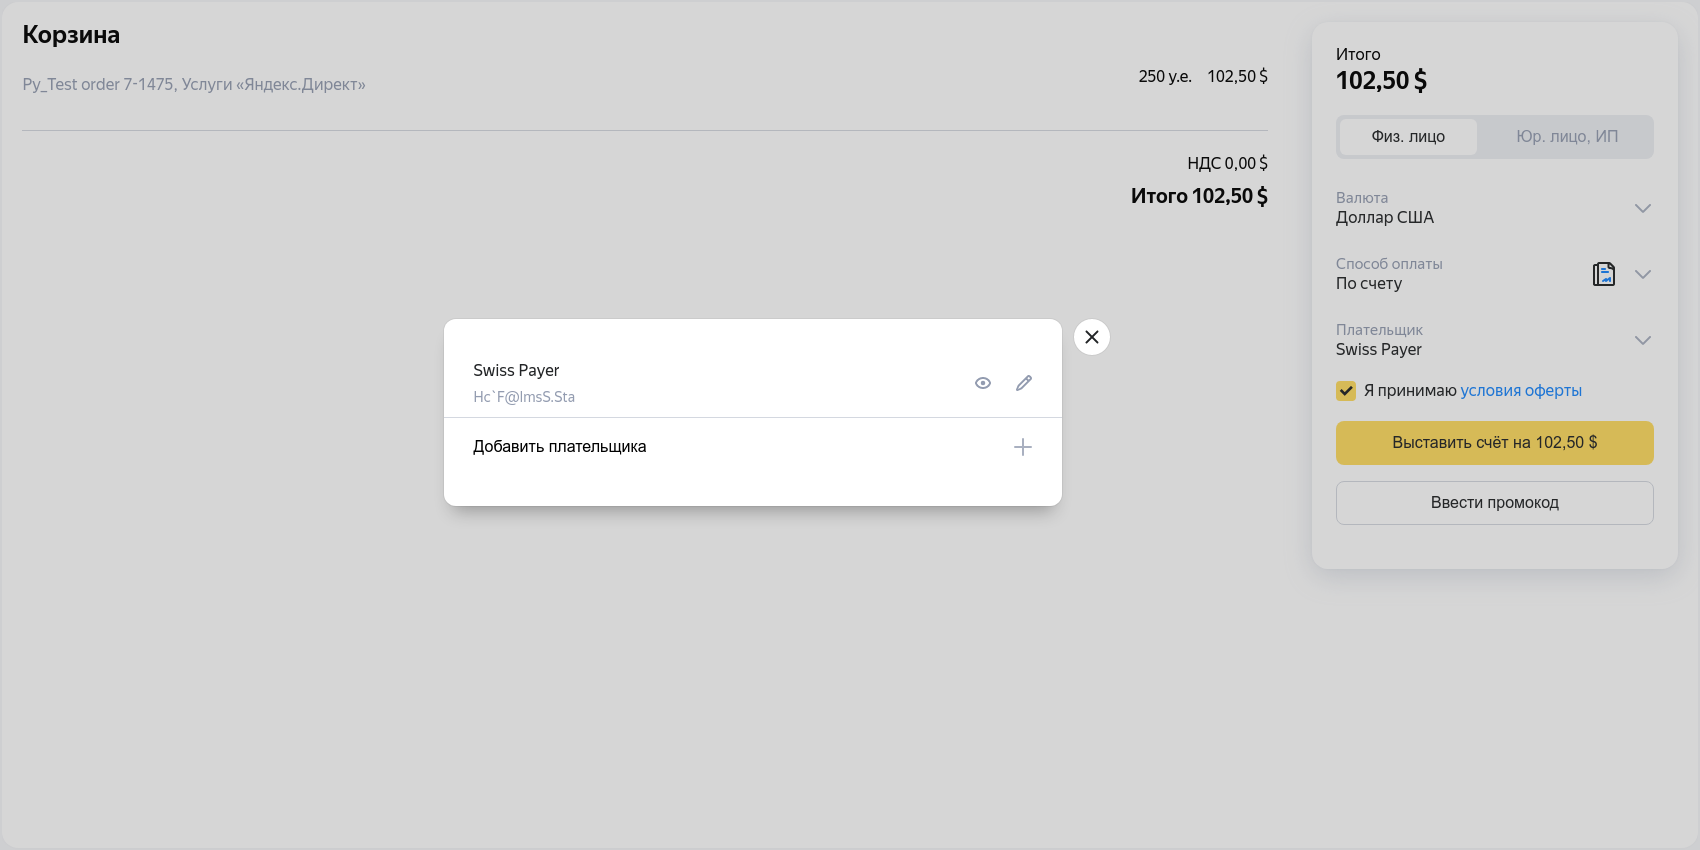 Корзина
Py_Test order 7-1475, Услуги «Яндекс.Директ»
250 у.е. 102,50 $
НДС 0,00 $
Итого 102,50 $
Swiss Payer
Hc`F@ImsS.Sta
Добавить плательщика
Итого
102,50 $
Физ. лицо
Юр. лицо, ИП
Валюта
Доллар США
Способ оплаты
По счету
Плательщик
Swiss Payer
Я принимаю условия оферты
Выставить счёт на 102,50 $
Ввести промокод